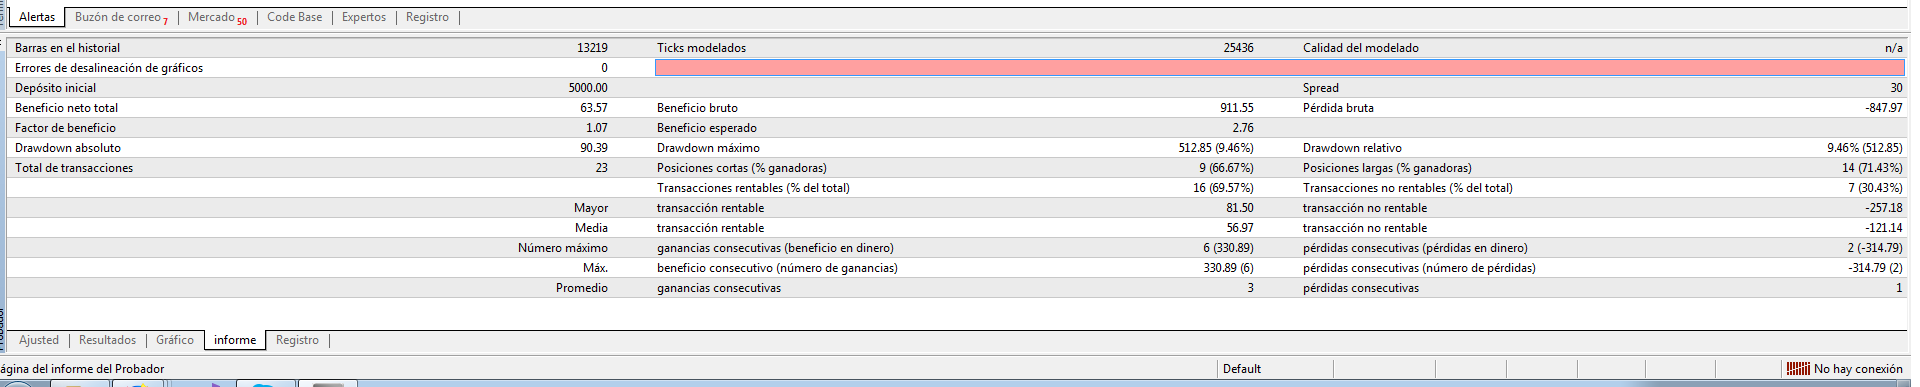 Alertas Buzón de correo 7 Mercado 50 Code Base Expertos Registro
Barras en el historial 13219 Ticks modelados 25436 Calidad del modelado n/a
Errores de desalineación de gráficos 0
Depósito inicial 5000.00 Spread 30
Beneficio neto total 63.57 Beneficio bruto 911.55 Pérdida bruta -847.97
Factor de beneficio 1.07 Beneficio esperado 2.76
Drawdown absoluto 90.39 Drawdown máximo 512.85 (9.46%) Drawdown relativo 9.46% (512.85)
Total de transacciones 23 Posiciones cortas (% ganadoras) 9 (66.67%) Posiciones largas (% ganadoras) 14 (71.43%)
Transacciones rentables (% del total) 16 (69.57%) Transacciones no rentables (% del total) 7 (30.43%)
Mayor transacción rentable 81.50 transacción no rentable -257.18
Media transacción rentable 56.97 transacción no rentable -121.14
Número máximo ganancias consecutivas (beneficio en dinero) 6 (330.89) pérdidas consecutivas (pérdidas en dinero) 2 (-314.79)
Máx. beneficio consecutivo (número de ganancias) 330.89 (6) pérdidas consecutivas (número de pérdidas) -314.79 (2)
Promedio ganancias consecutivas 3 pérdidas consecutivas 1
Ajusted Resultados Gráfico informe Registro
ágina del informe del Probador Default No hay conexión